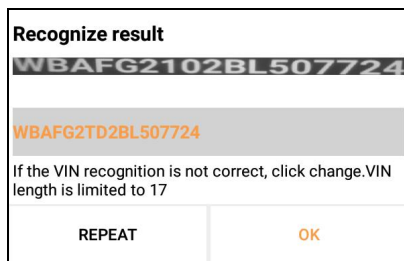 Recognize result
WBAFG2102BL507724
WBAFG2TD2BL507724
If the VIN recognition is not correct, click change.VIN
length is limited to 17
REPEAT OK